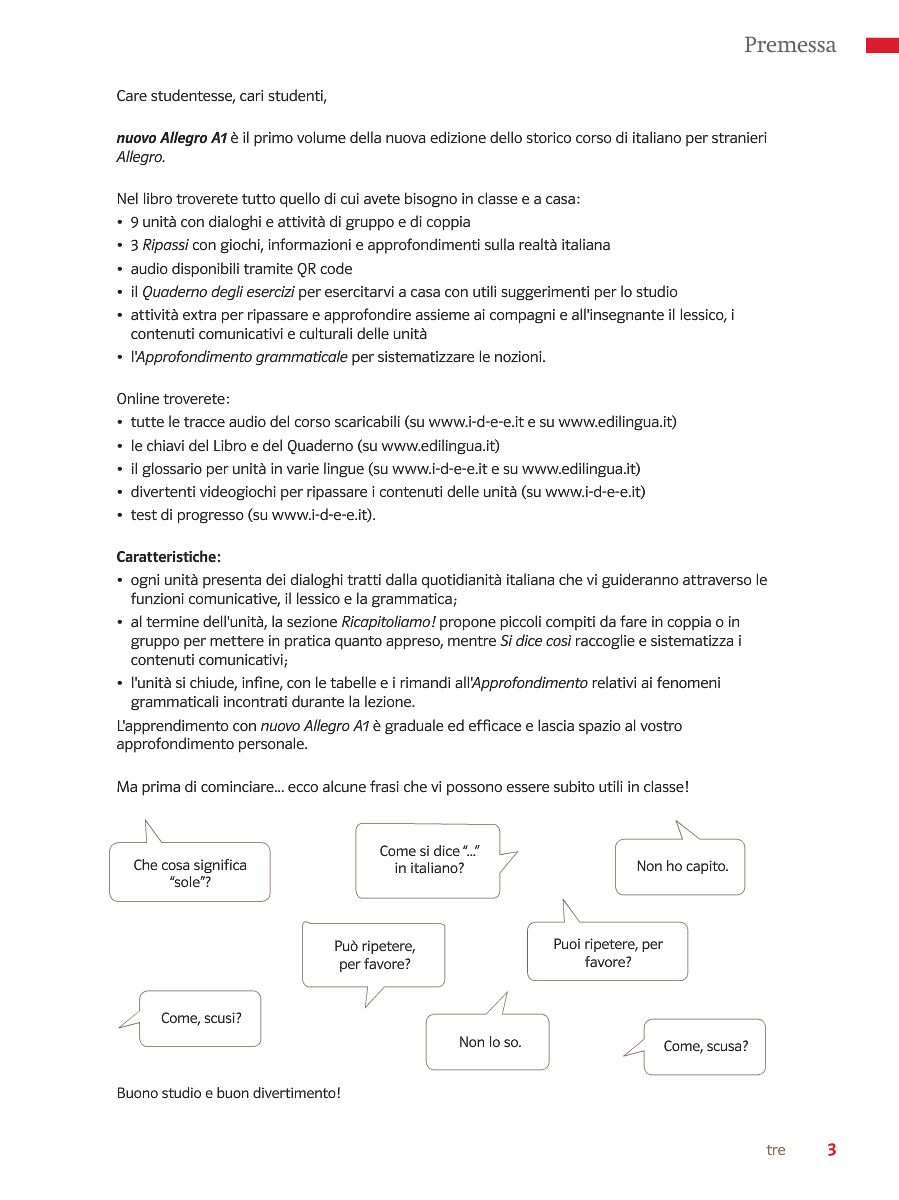 Premessa
Care studentesse, cari studenti,
nuovo Allegro A1 è il primo volume della nuova edizione dello storico corso di italiano per stranieri
Allegro.
Nel libro troverete tutto quello di cui avete bisogno in classe e a casa:
• 9 unità con dialoghi e attività di gruppo e di coppia
• 3 Ripassi con giochi, informazioni e approfondimenti sulla realtà italiana
• audio disponibili tramite QR code
• il Quaderno degli esercizi per esercitarvi a casa con utili suggerimenti per lo studio
• attività extra per ripassare e approfondire assieme ai compagni e all'insegnante il lessico, i
contenuti comunicativi e culturali delle unità
• l'Approfondimento grammaticale per sistematizzare le nozioni.
Online troverete:
• tutte le tracce audio del corso scaricabili (su www.i-d-e-e.it e su www.edilingua.it)
• le chiavi del Libro e del Quaderno (su www.edilingua.it)
• il glossario per unità in varie lingue (su www.i-d-e-e.it e su www.edilingua.it)
• divertenti videogiochi per ripassare i contenuti delle unità (su www.i-d-e-e.it)
• test di progresso (su www.i-d-e-e.it).
Caratteristiche:
• ogni unità presenta dei dialoghi tratti dalla quotidianità italiana che vi guideranno attraverso le
funzioni comunicative, il lessico e la grammatica;
• al termine dell'unità, la sezione Ricapitoliamo! propone piccoli compiti da fare in coppia o in
gruppo per mettere in pratica quanto appreso, mentre Si dice così raccoglie e sistematizza i
contenuti comunicativi;
• l'unità si chiude, infine, con le tabelle e i rimandi all'Approfondimento relativi ai fenomeni
grammaticali incontrati durante la lezione.
L'apprendimento con nuovo Allegro A1 è graduale ed efficace e lascia spazio al vostro
approfondimento personale.
Ma prima di cominciare... ecco alcune frasi che vi possono essere subito utili in classe!
Che cosa significa
“sole”?
Come si dice “...”
in italiano?
Non ho capito.
Può ripetere,
per favore?
Puoi ripetere, per
favore?
Come, scusi?
Non lo so.
Come, scusa?
Buono studio e buon divertimento!
tre 3